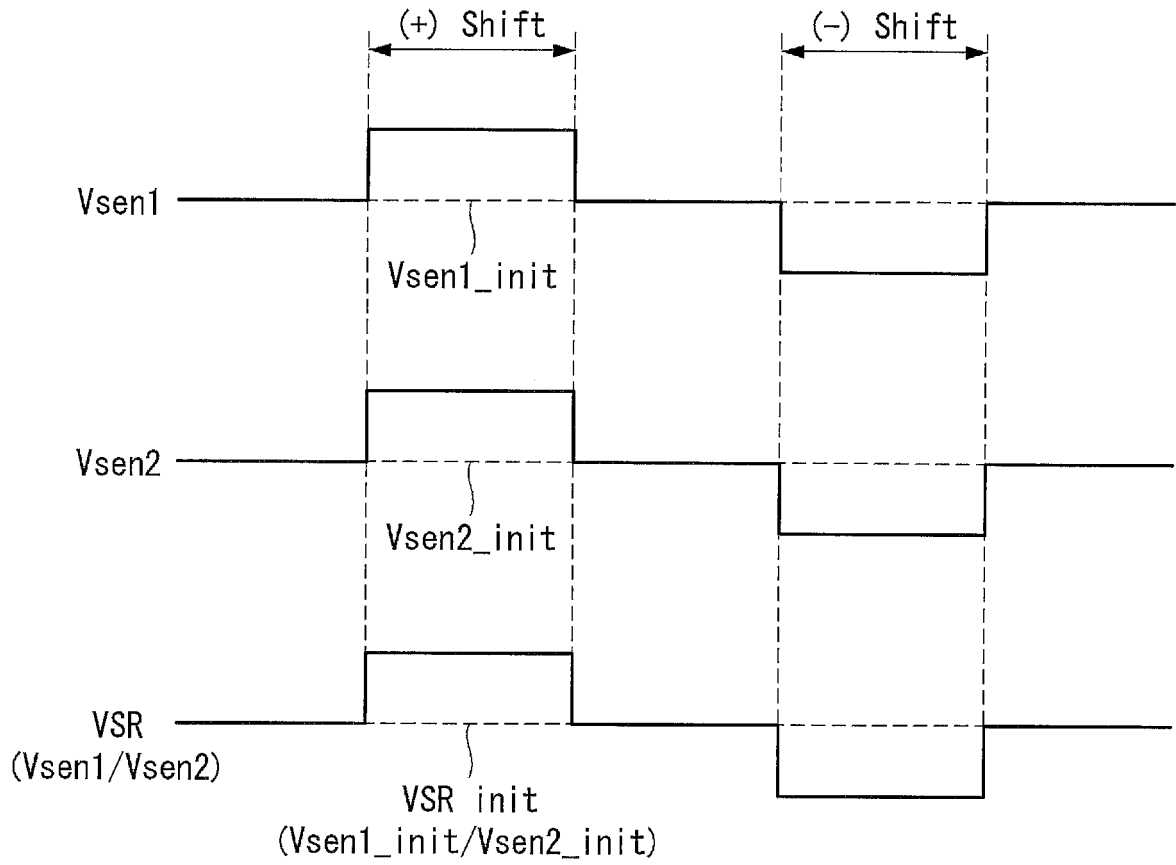 (+) Shift
(-) Shift
Vsen1
Vsen1_init
Vsen2
Vsen2_init
VSR
(Vsen1/Vsen2)
VSR init
(Vsen1_init/Vsen2_init)